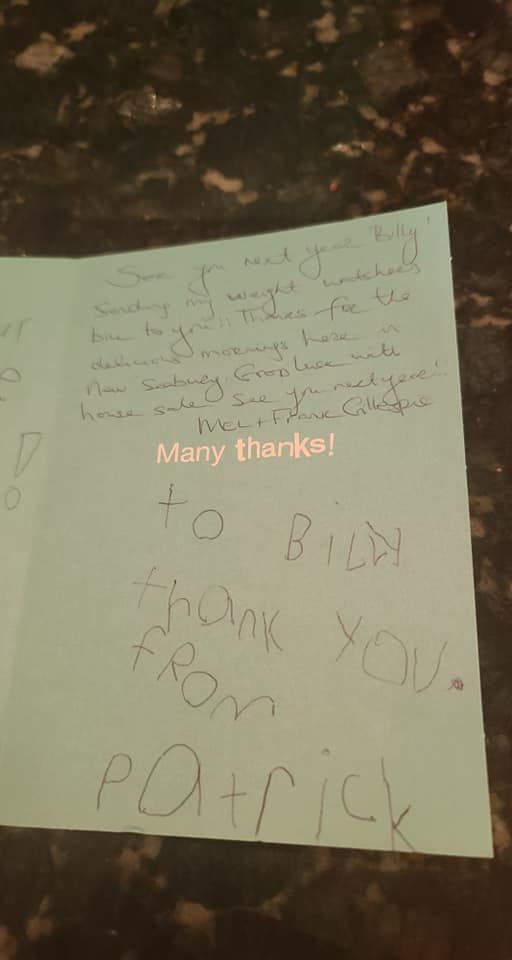 See you next year Billy!
Sending my weight watchers
bill to you!! Thanks for the
delicious mornings here in
New Seabury. Good Luck with
house sale! See you next year!!
Mel + Frank Gillespie
Many thanks!
to Billy
thank you.
from
Patrick